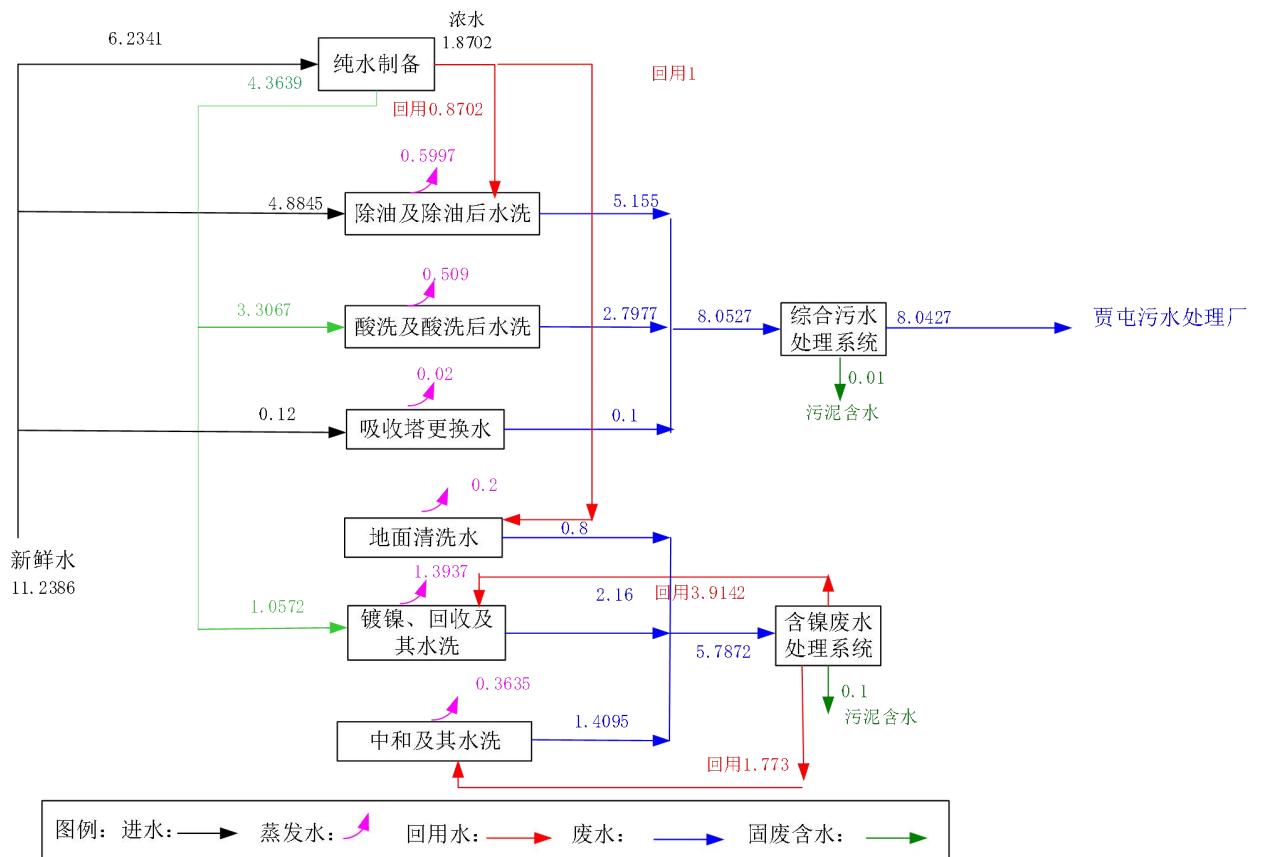 浓水
6.2341
1.8702
纯水制备
回用1
4.3639
回用0.8702
0.5997
4.8845
除油及除油后水洗
5.155
0.509
3.3067
酸洗及酸洗后水洗
2.7977
8.0527
综合污水
处理系统
8.0427
贾屯污水处理厂
0.02
0.01
污泥含水
0.12
吸收塔更换水
0.1
0.2
地面清洗水
0.8
新鲜水
11.2386
1.3937
回用3.9142
1.0572
镀镍、回收及
其水洗
2.16
5.7872
含镍废水
处理系统
0.3635
0.1
污泥含水
中和及其水洗
1.4095
回用1.773
图例：进水：
蒸发水：
回用水：
废水：
固废含水：